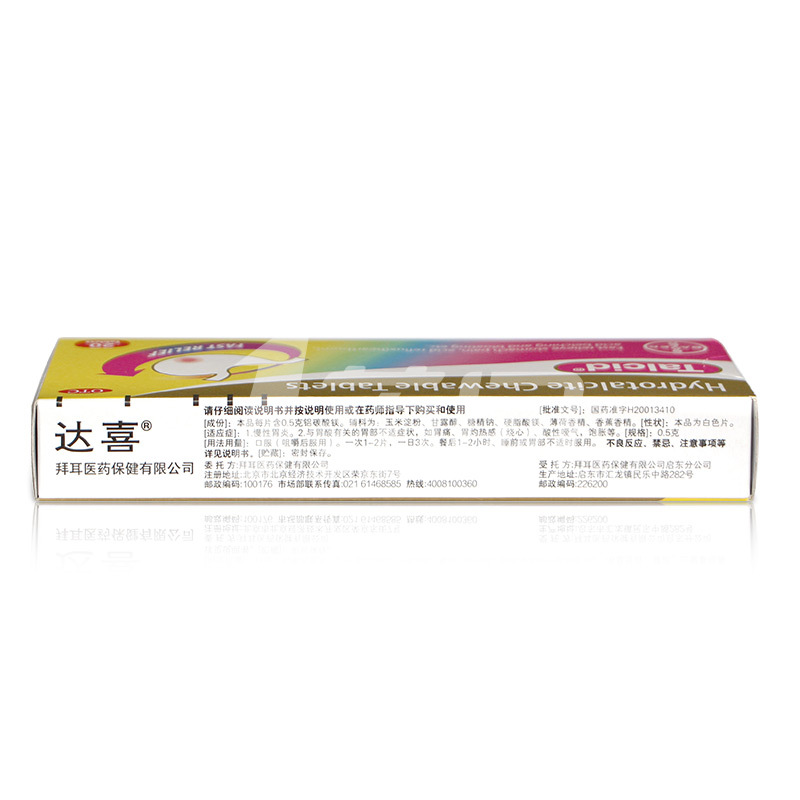 FAST RELIEF
Talcid®
Hydrotalcite Chewable Tablets
OTC
达喜®
拜耳医药保健有限公司
请仔细阅读说明书并按说明使用或在药师指导下购买和使用 [批准文号]: 国药准字H20013410
[成份]: 本品每片含0.5克铝碳酸镁。辅料为: 玉米淀粉、甘露醇、糖精钠、硬脂酸镁、薄荷香精、香蕉香精。[性状]: 本品为白色片。
[适应症]: 1.慢性胃炎。2.与胃酸有关的胃部不适症状, 如胃痛、胃灼热感（烧心）、酸性嗳气、饱胀等。[规格]: 0.5克
[用法用量]: 口服（咀嚼后服用）。一次1-2片, 一日3次。餐后1-2小时、睡前或胃部不适时服用。 不良反应、禁忌、注意事项等
详见说明书。[贮藏]: 密封保存。
委 托 方: 拜耳医药保健有限公司 受 托 方: 拜耳医药保健有限公司启东分公司
注册地址: 北京市北京经济技术开发区荣京东街7号 生产地址: 启东市汇龙镇民乐中路282号
邮政编码:100176 市场部联系传真:021 61468585 热线:4008100360 邮政编码:226200